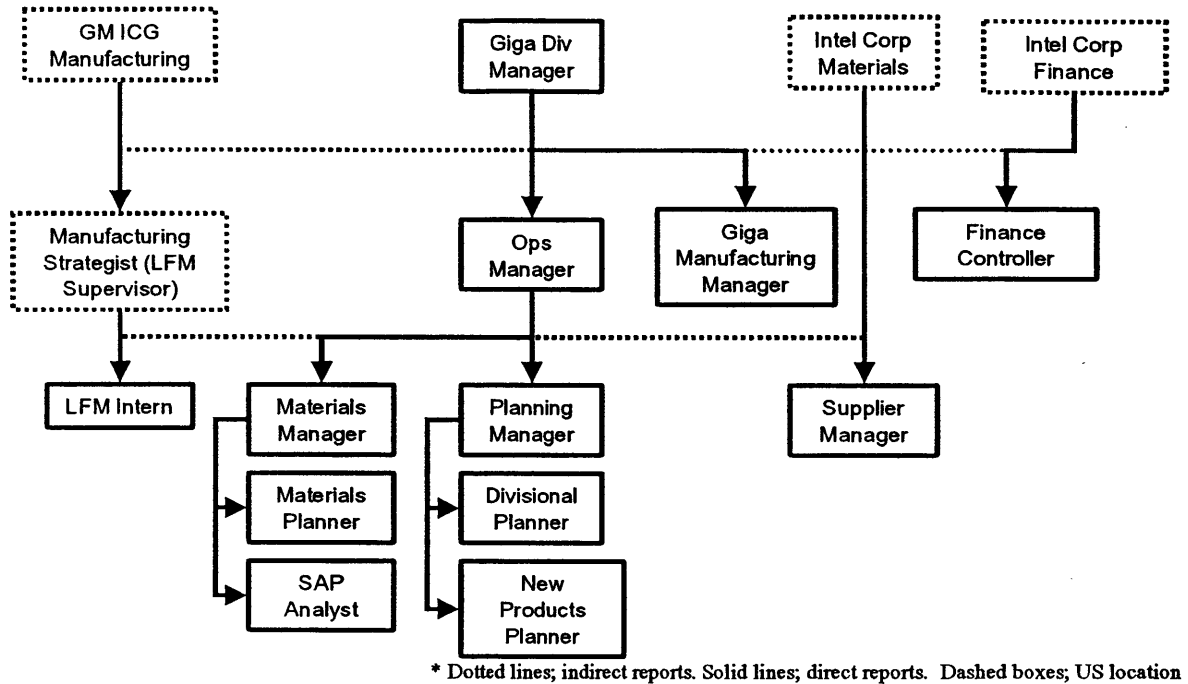 GM ICG
Manufacturing
Giga Div
Manager
Intel Corp
Materials
Intel Corp
Finance
Manufacturing
Strategist (LFM
Supervisor)
Ops
Manager
Giga
Manufacturing
Manager
Finance
Controller
LFM Intern
Materials
Manager
Planning
Manager
Supplier
Manager
Materials
Planner
Divisional
Planner
SAP
Analyst
New
Products
Planner
* Dotted lines; indirect reports. Solid lines; direct reports. Dashed boxes; US location